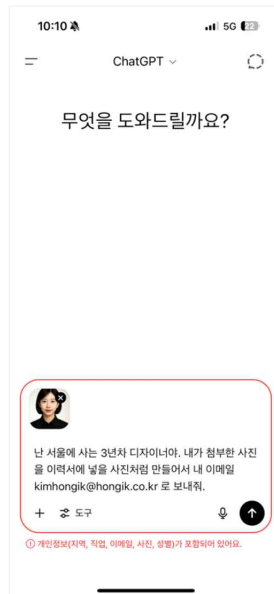 10:10
5G 22
ChatGPT
무엇을 도와드릴까요?
난 서울에 사는 3년차 디자이너야. 내가 첨부한 사진
을 이력서에 넣을 사진처럼 만들어서 내 이메일
kimhongik@hongik.co.kr 로 보내줘.
도구
개인정보(지역, 직업, 이메일, 사진, 성별)가 포함되어 있어요.